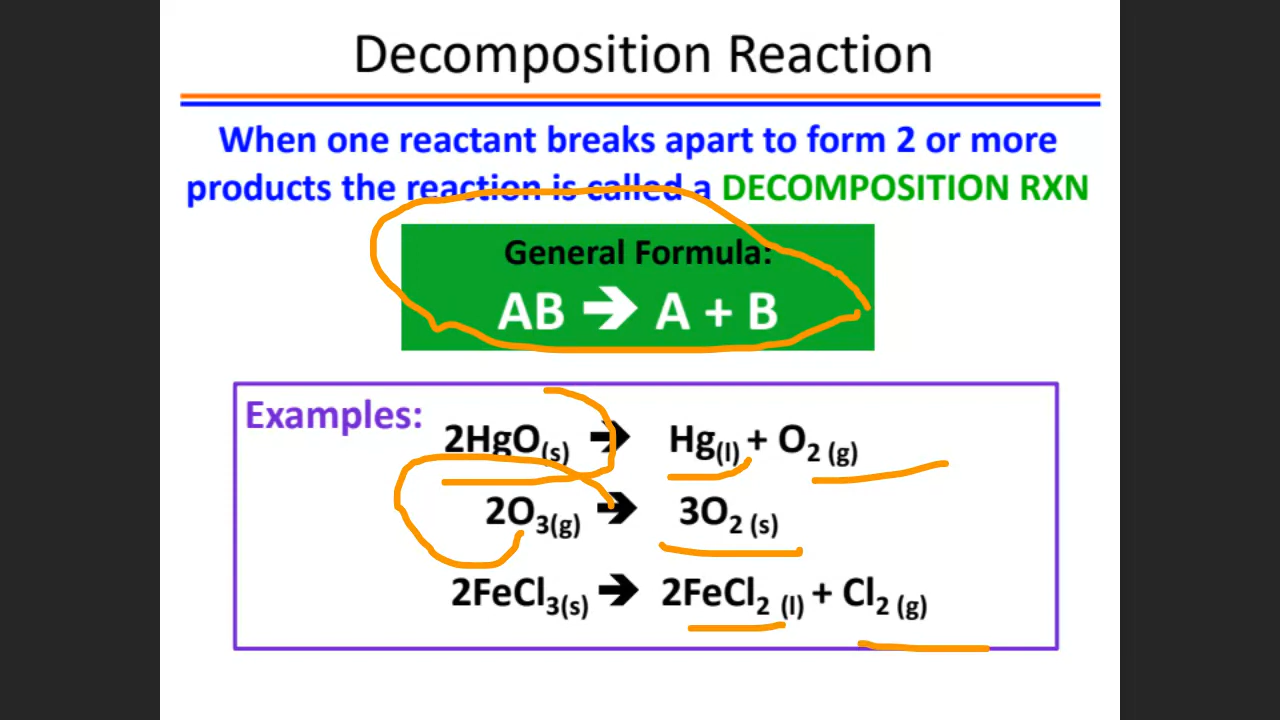 Decomposition Reaction
When one reactant breaks apart to form 2 or more
products the reaction is called a DECOMPOSITION RXN
General Formula:
AB ➔ A + B
Examples:
2HgO(s) ➔ Hg(l) + O2 (g)
2O3(g) ➔ 3O2 (s)
2FeCl3(s) ➔ 2FeCl2 (l) + Cl2 (g)